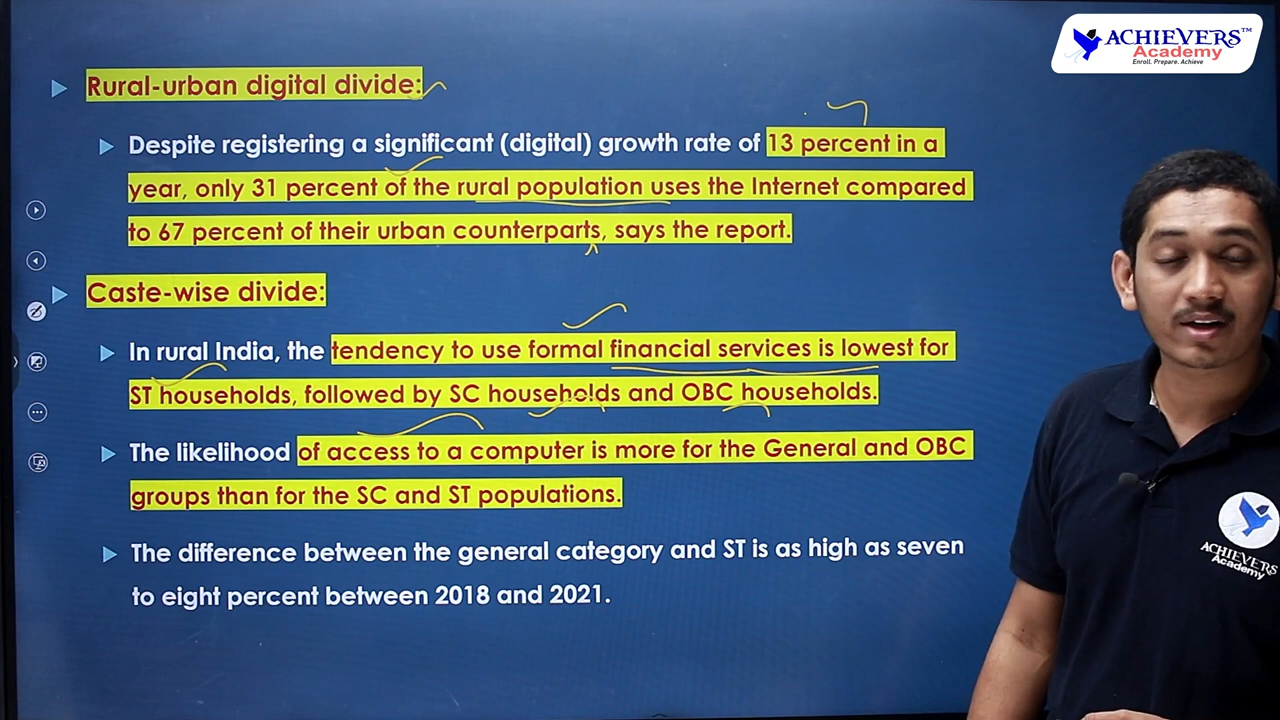 ACHIEVERS™
Academy
Enroll. Prepare. Achieve
Rural-urban digital divide:
Despite registering a significant (digital) growth rate of 13 percent in a
year, only 31 percent of the rural population uses the Internet compared
to 67 percent of their urban counterparts, says the report.
Caste-wise divide:
In rural India, the tendency to use formal financial services is lowest for
ST households, followed by SC households and OBC households.
The likelihood of access to a computer is more for the General and OBC
groups than for the SC and ST populations.
The difference between the general category and ST is as high as seven
to eight percent between 2018 and 2021.
ACHIEVERS
Academy